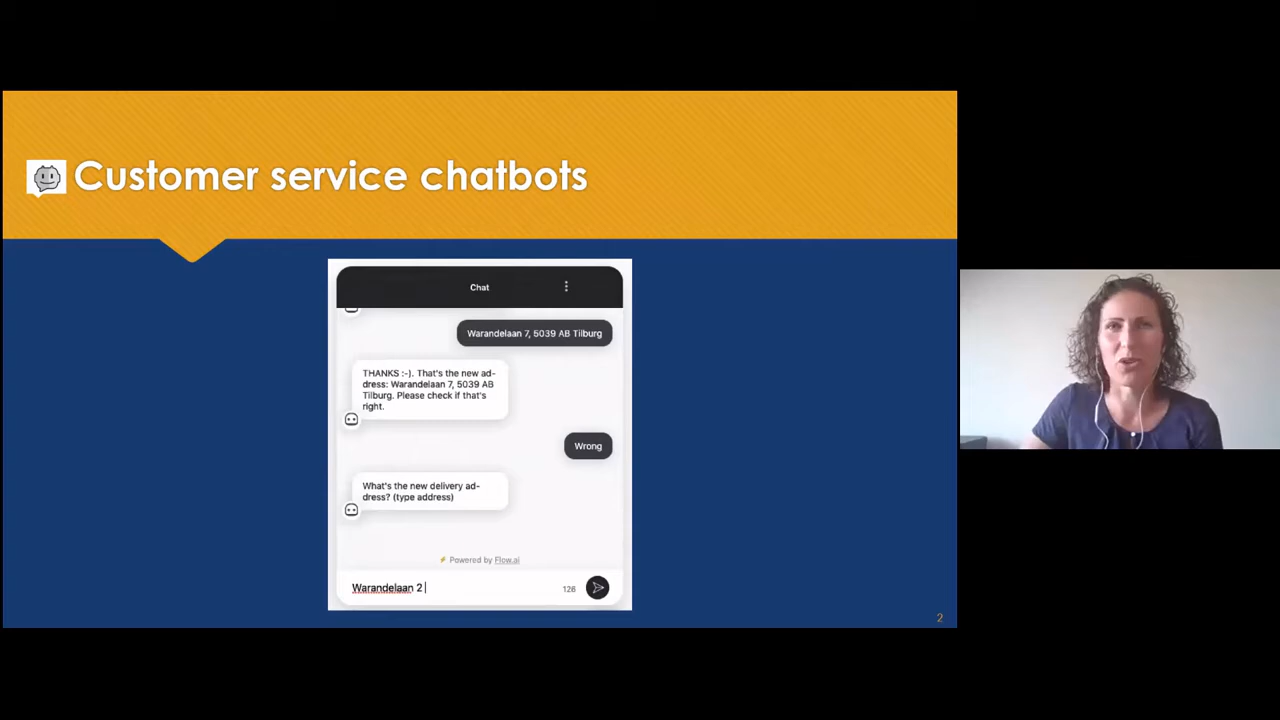 Customer service chatbots
Chat
Warandelaan 7, 5039 AB Tilburg
THANKS :-). That's the new ad-
dress: Warandelaan 7, 5039 AB
Tilburg. Please check if that's
right.
Wrong
What's the new delivery ad-
dress? (type address)
⚡ Powered by Flow.ai
Warandelaan 2
126
2